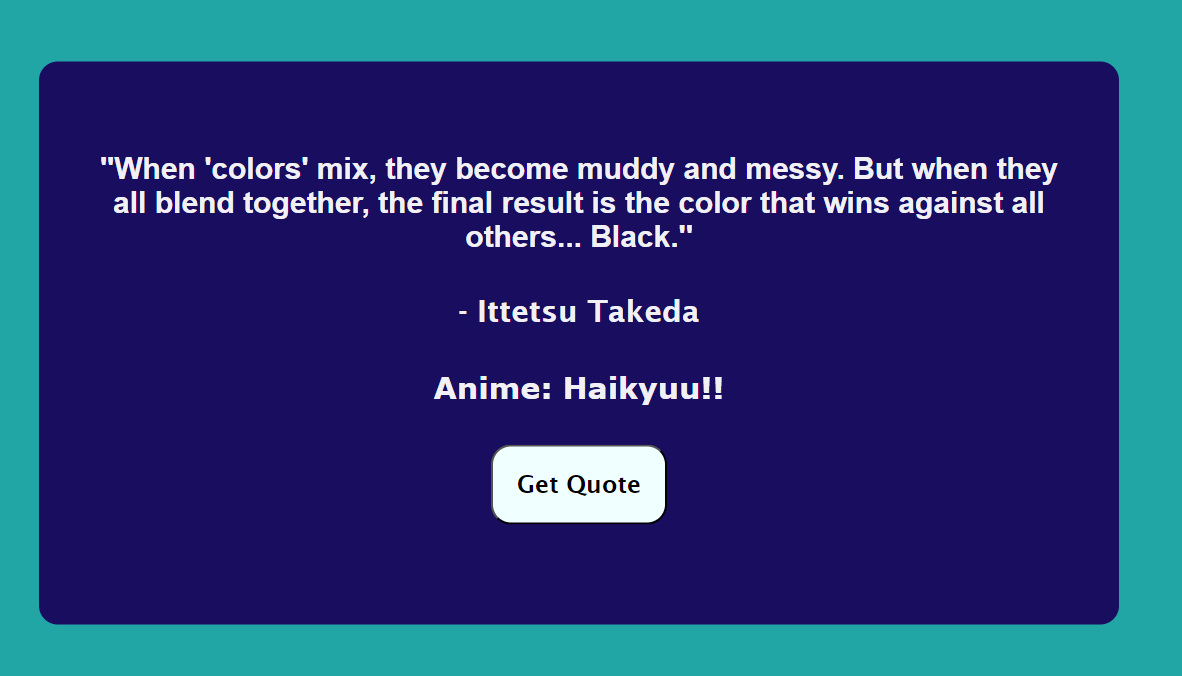 "When 'colors' mix, they become muddy and messy. But when they
all blend together, the final result is the color that wins against all
others... Black."
- Ittetsu Takeda
Anime: Haikyuu!!
Get Quote